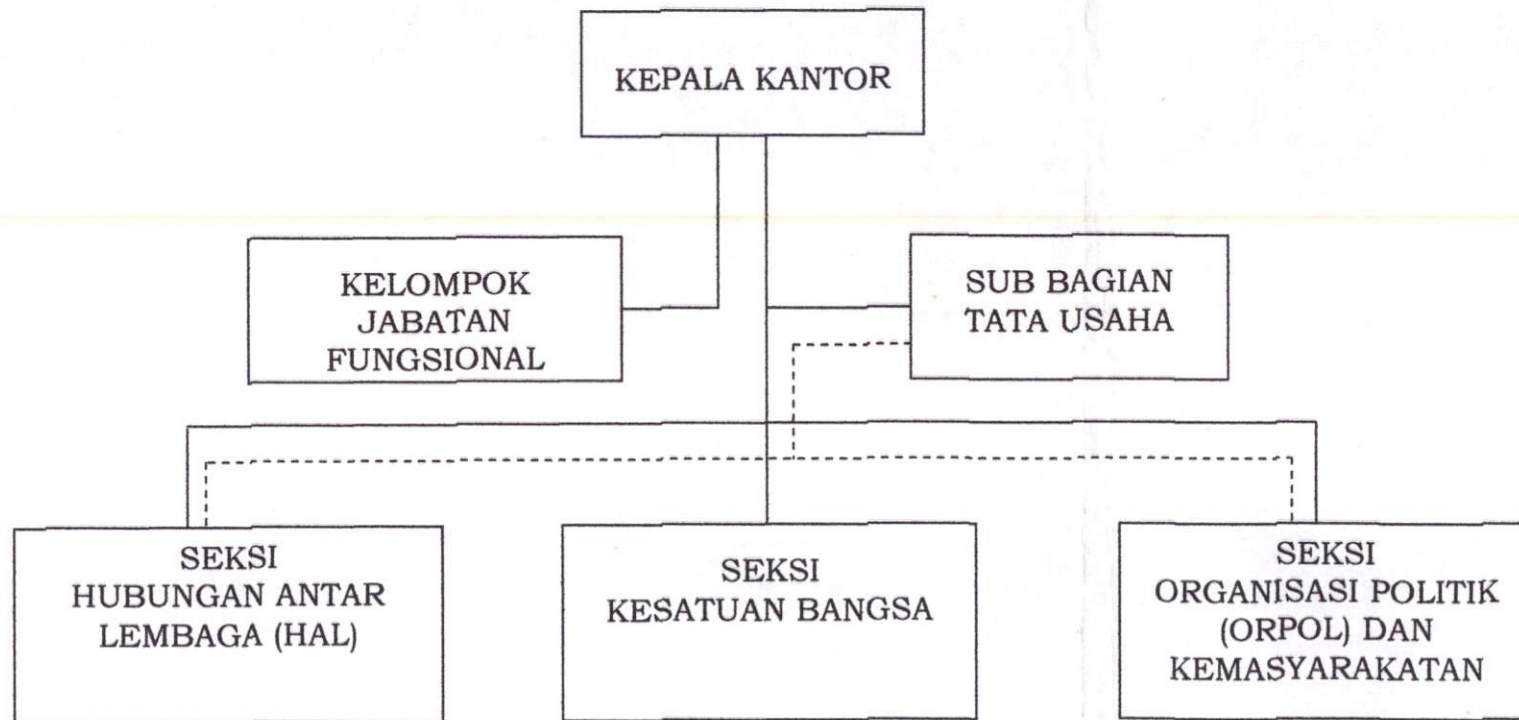 KEPALA KANTOR
KELOMPOK
JABATAN
FUNGSIONAL
SUB BAGIAN
TATA USAHA
SEKSI
HUBUNGAN ANTAR
LEMBAGA (HAL)
SEKSI
KESATUAN BANGSA
SEKSI
ORGANISASI POLITIK
(ORPOL) DAN
KEMASYARAKATAN